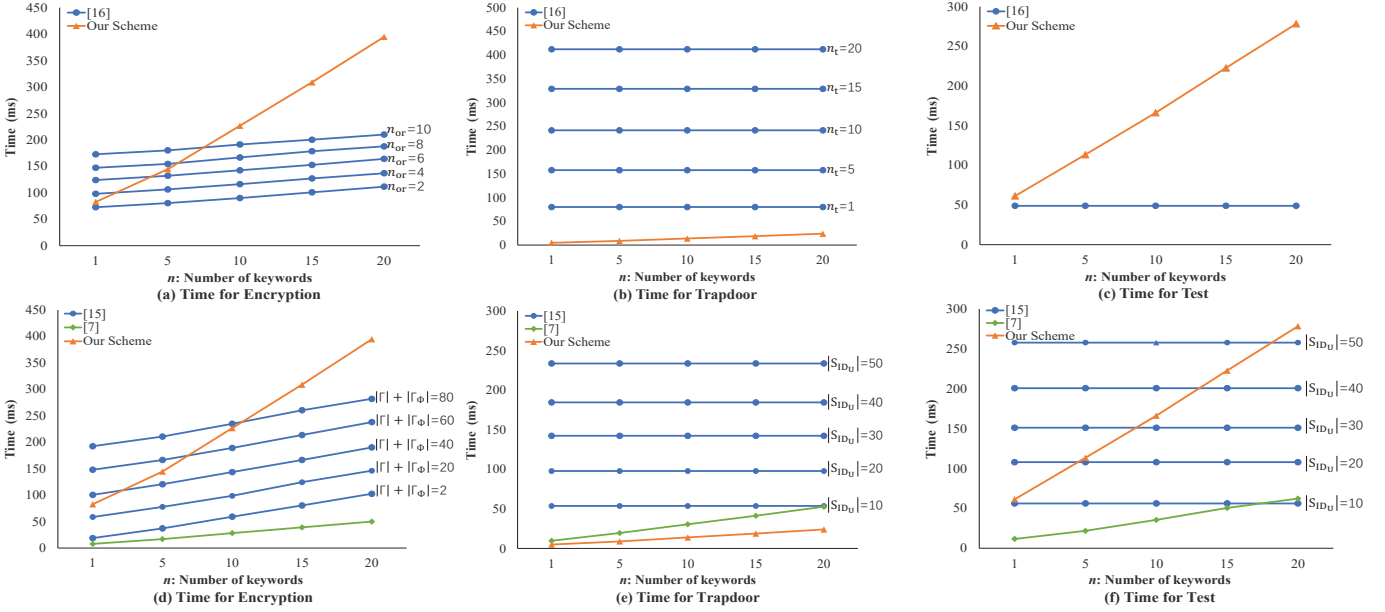 [16]
Our Scheme
Time (ms)
450
400
350
300
250
200
150
100
50
0
n_or=10
n_or=8
n_or=6
n_or=4
n_or=2
1 5 10 15 20
n: Number of keywords
(a) Time for Encryption
[16]
Our Scheme
Time (ms)
500
450
400
350
300
250
200
150
100
50
0
n_t=20
n_t=15
n_t=10
n_t=5
n_t=1
1 5 10 15 20
n: Number of keywords
(b) Time for Trapdoor
[16]
Our Scheme
Time (ms)
300
250
200
150
100
50
0
1 5 10 15 20
n: Number of keywords
(c) Time for Test
[15]
[7]
Our Scheme
Time (ms)
450
400
350
300
250
200
150
100
50
0
|Γ| + |Γ_Φ|=80
|Γ| + |Γ_Φ|=60
|Γ| + |Γ_Φ|=40
|Γ| + |Γ_Φ|=20
|Γ| + |Γ_Φ|=2
1 5 10 15 20
n: Number of keywords
(d) Time for Encryption
[15]
[7]
Our Scheme
Time (ms)
300
250
200
150
100
50
0
|S_ID_U|=50
|S_ID_U|=40
|S_ID_U|=30
|S_ID_U|=20
|S_ID_U|=10
1 5 10 15 20
n: Number of keywords
(e) Time for Trapdoor
[15]
[7]
Our Scheme
Time (ms)
300
250
200
150
100
50
0
|S_ID_U|=50
|S_ID_U|=40
|S_ID_U|=30
|S_ID_U|=20
|S_ID_U|=10
1 5 10 15 20
n: Number of keywords
(f) Time for Test